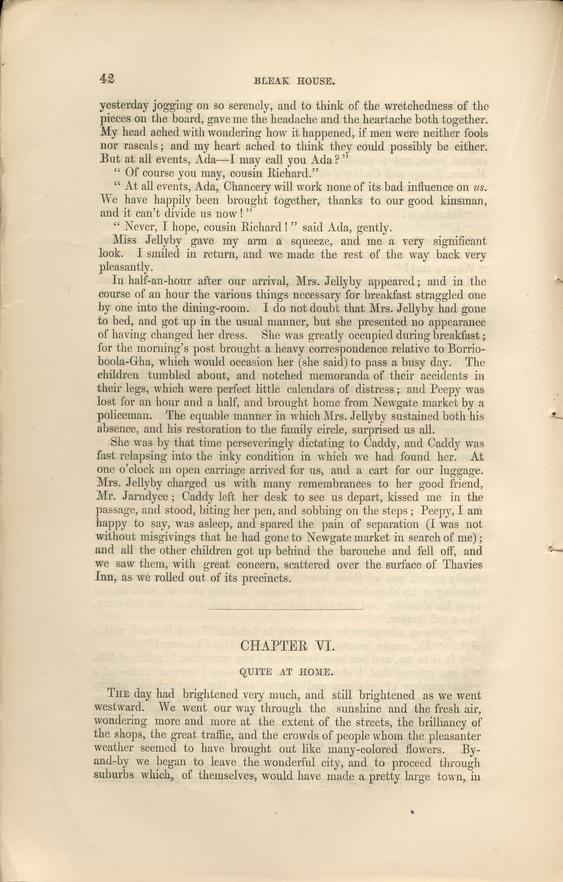 42
BLEAK HOUSE.
yesterday jogging on so serenely, and to think of the wretchedness of the
pieces on the board, gave me the headache and the heartache both together.
My head ached with wondering how it happened, if men were neither fools
nor rascals; and my heart ached to think they could possibly be either.
But at all events, Ada—I may call you Ada?"
"Of course you may, cousin Richard."
"At all events, Ada, Chancery will work none of its bad influence on us.
We have happily been brought together, thanks to our good kinsman,
and it can't divide us now!"
"Never, I hope, cousin Richard!" said Ada, gently.
Miss Jellyby gave my arm a squeeze, and me a very significant
look. I smiled in return, and we made the rest of the way back very
pleasantly.
In half-an-hour after our arrival, Mrs. Jellyby appeared; and in the
course of an hour the various things necessary for breakfast straggled one
by one into the dining-room. I do not doubt that Mrs. Jellyby had gone
to bed, and got up in the usual manner, but she presented no appearance
of having changed her dress. She was greatly occupied during breakfast;
for the morning's post brought a heavy correspondence relative to Borrio-
boola-Gha, which would occasion her (she said) to pass a busy day. The
children tumbled about, and notched memoranda of their accidents in
their legs, which were perfect little calendars of distress; and Peepy was
lost for an hour and a half, and brought home from Newgate market by a
policeman. The equable manner in which Mrs. Jellyby sustained both his
absence, and his restoration to the family circle, surprised us all.
She was by that time perseveringly dictating to Caddy, and Caddy was
fast relapsing into the inky condition in which we had found her. At
one o'clock an open carriage arrived for us, and a cart for our luggage.
Mrs. Jellyby charged us with many remembrances to her good friend,
Mr. Jarndyce; Caddy left her desk to see us depart, kissed me in the
passage, and stood, biting her pen, and sobbing on the steps; Peepy, I am
happy to say, was asleep, and spared the pain of separation (I was not
without misgivings that he had gone to Newgate market in search of me);
and all the other children got up behind the barouche and fell off, and
we saw them, with great concern, scattered over the surface of Thavies
Inn, as we rolled out of its precincts.
CHAPTER VI.
QUITE AT HOME.
THE day had brightened very much, and still brightened as we went
westward. We went our way through the sunshine and the fresh air,
wondering more and more at the extent of the streets, the brilliancy of
the shops, the great traffic, and the crowds of people whom the pleasanter
weather seemed to have brought out like many-colored flowers. By-
and-by we began to leave the wonderful city, and to proceed through
suburbs which, of themselves, would have made a pretty large town, in